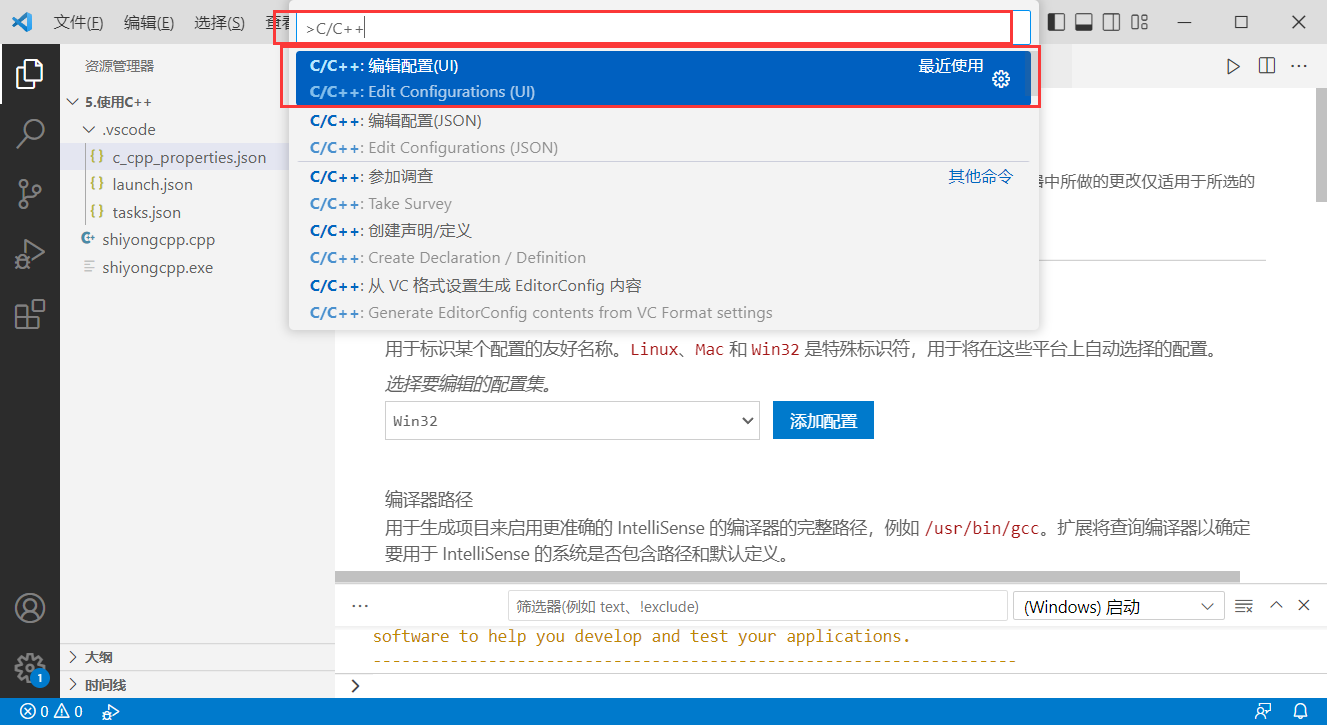 文件(F) 编辑(E) 选择(S) 查看
>C/C++
C/C++: 编辑配置(UI) 最近使用
C/C++: Edit Configurations (UI)
C/C++: 编辑配置(JSON)
C/C++: Edit Configurations (JSON)
C/C++: 参加调查 其他命令
C/C++: Take Survey
C/C++: 创建声明/定义
C/C++: Create Declaration / Definition
C/C++: 从 VC 格式设置生成 EditorConfig 内容
C/C++: Generate EditorConfig contents from VC Format settings
资源管理器
5.使用C++
.vscode
{} c_cpp_properties.json
{} launch.json
{} tasks.json
shiyongcpp.cpp
shiyongcpp.exe
大纲
时间线
中所做的更改仅适用于所选的
用于标识某个配置的友好名称。Linux、Mac 和 Win32 是特殊标识符，用于将在这些平台上自动选择的配置。
选择要编辑的配置集。
Win32 添加配置
编译器路径
用于生成项目来启用更准确的 IntelliSense 的编译器的完整路径，例如 /usr/bin/gcc。扩展将查询编译器以确定
要用于 IntelliSense 的系统是否包含路径和默认定义。
筛选器(例如 text、!exclude) (Windows) 启动
software to help you develop and test your applications.
-------------------------------------------------------------------
1
0 0